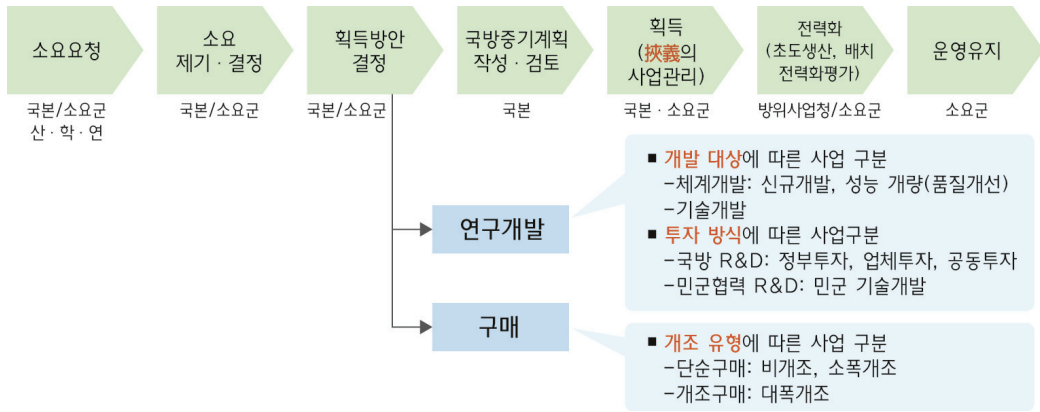 소요요청
소요
제기 · 결정
획득방안
결정
국방중기계획
작성 · 검토
획득
(挾義의
사업관리)
전력화
(초도생산, 배치
전력화평가)
운영유지
국본/소요군
산 · 학 · 연
국본/소요군
국본/소요군
국본
국본 · 소요군
방위사업청/소요군
소요군
연구개발
■ 개발 대상에 따른 사업 구분
-체계개발: 신규개발, 성능 개량(품질개선)
-기술개발
■ 투자 방식에 따른 사업구분
-국방 R&D: 정부투자, 업체투자, 공동투자
-민군협력 R&D: 민군 기술개발
구매
■ 개조 유형에 따른 사업 구분
-단순구매: 비개조, 소폭개조
-개조구매: 대폭개조